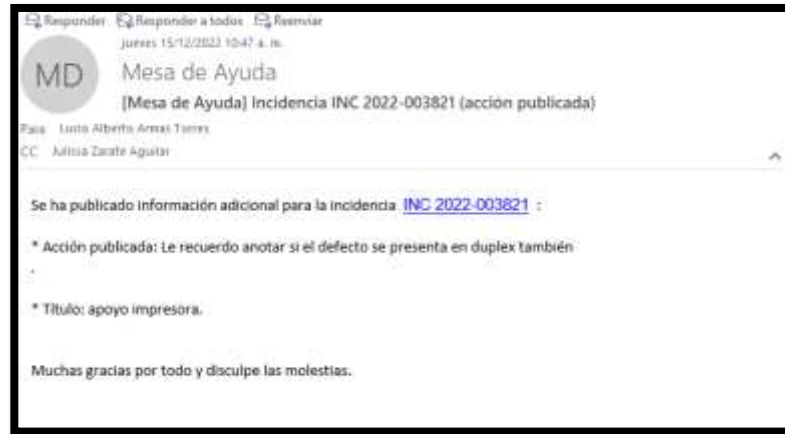 Responder Responder a todos Reenviar
jueves 15/12/2022 10:47 a. m.
MD
Mesa de Ayuda
[Mesa de Ayuda] Incidencia INC 2022-003821 (acción publicada)
Para Lucio Alberto Armas Torres
CC Julissa Zarate Aguilar
Se ha publicado información adicional para la incidencia INC 2022-003821 :
* Acción publicada: Le recuerdo anotar si el defecto se presenta en duplex también
.
* Título: apoyo impresora.
Muchas gracias por todo y disculpe las molestias.